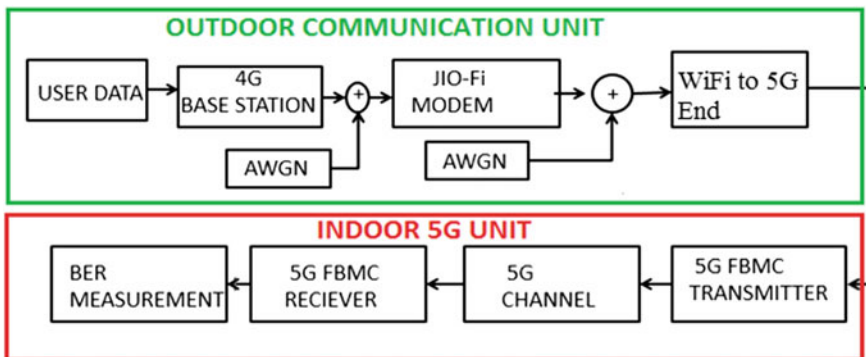 OUTDOOR COMMUNICATION UNIT
USER DATA
4G
BASE STATION
+
JIO-Fi
MODEM
+
WiFi to 5G
End
AWGN
AWGN
INDOOR 5G UNIT
BER
MEASUREMENT
5G FBMC
RECIEVER
5G
CHANNEL
5G FBMC
TRANSMITTER